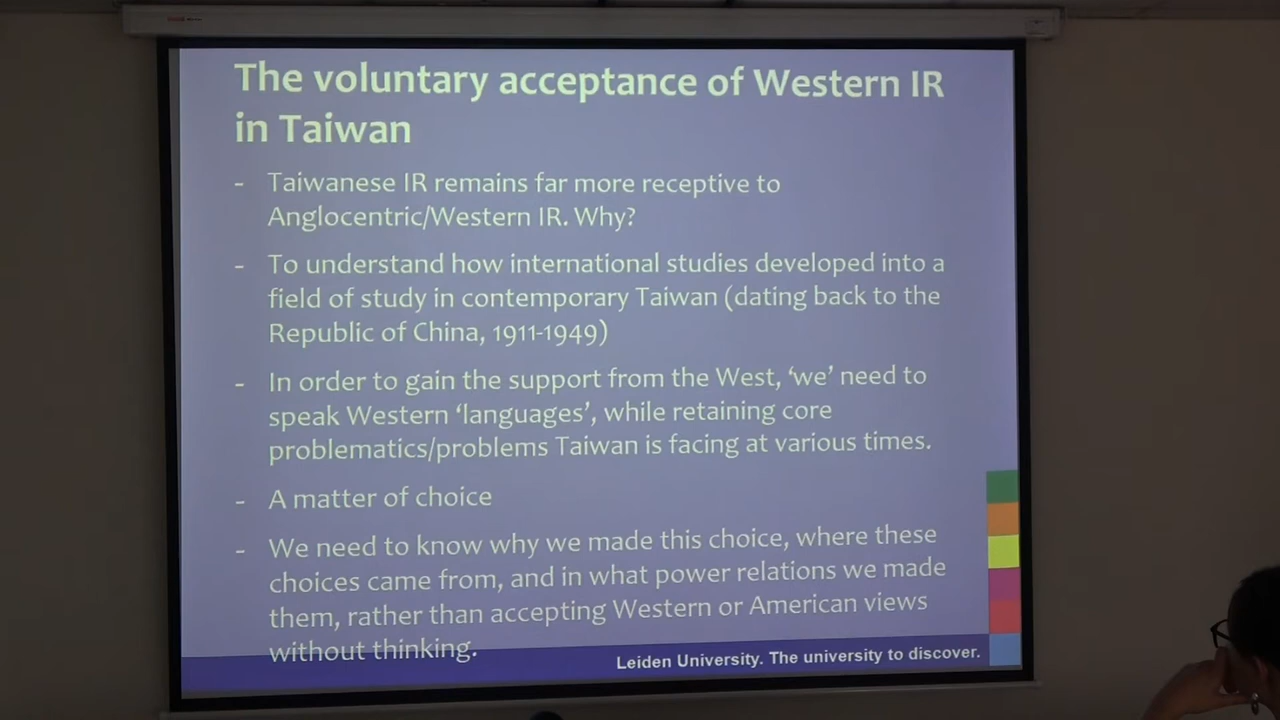 The voluntary acceptance of Western IR
in Taiwan
- Taiwanese IR remains far more receptive to
Anglocentric/Western IR. Why?
- To understand how international studies developed into a
field of study in contemporary Taiwan (dating back to the
Republic of China, 1911-1949)
- In order to gain the support from the West, ‘we’ need to
speak Western ‘languages’, while retaining core
problematics/problems Taiwan is facing at various times.
- A matter of choice
- We need to know why we made this choice, where these
choices came from, and in what power relations we made
them, rather than accepting Western or American views
without thinking.
Leiden University. The university to discover.